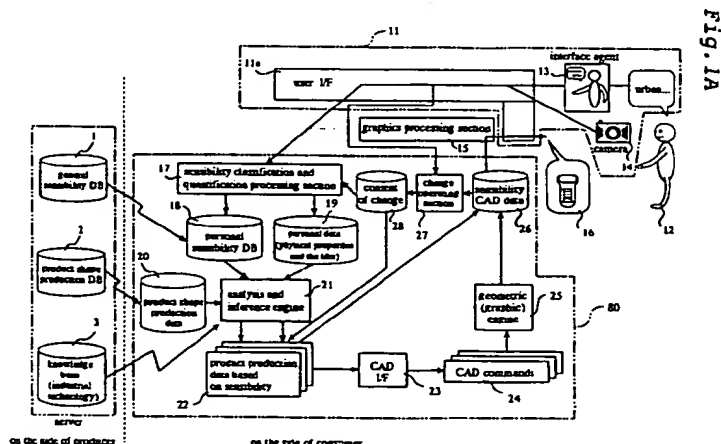 Fig. 1A
11
11a
user I/F
interface agent
13
urban...
camera
14
12
graphics processing section
15
16
1
general
sensibility DB
17
sensibility classification and
quantification processing section
content
of change
28
change
section
27
sensibility
CAD data
26
18
personal
sensibility DB
19
personal data
(physical properties
and the like)
2
product shape
production DB
20
product shape
production
data
analysis and
inference engine
21
geometric
(graphic)
engine
25
80
3
knowledge
base
(industrial
technology)
product production
data based
on sensibility
22
CAD
I/F
23
CAD commands
24
server
on the side of producer
on the side of consumer